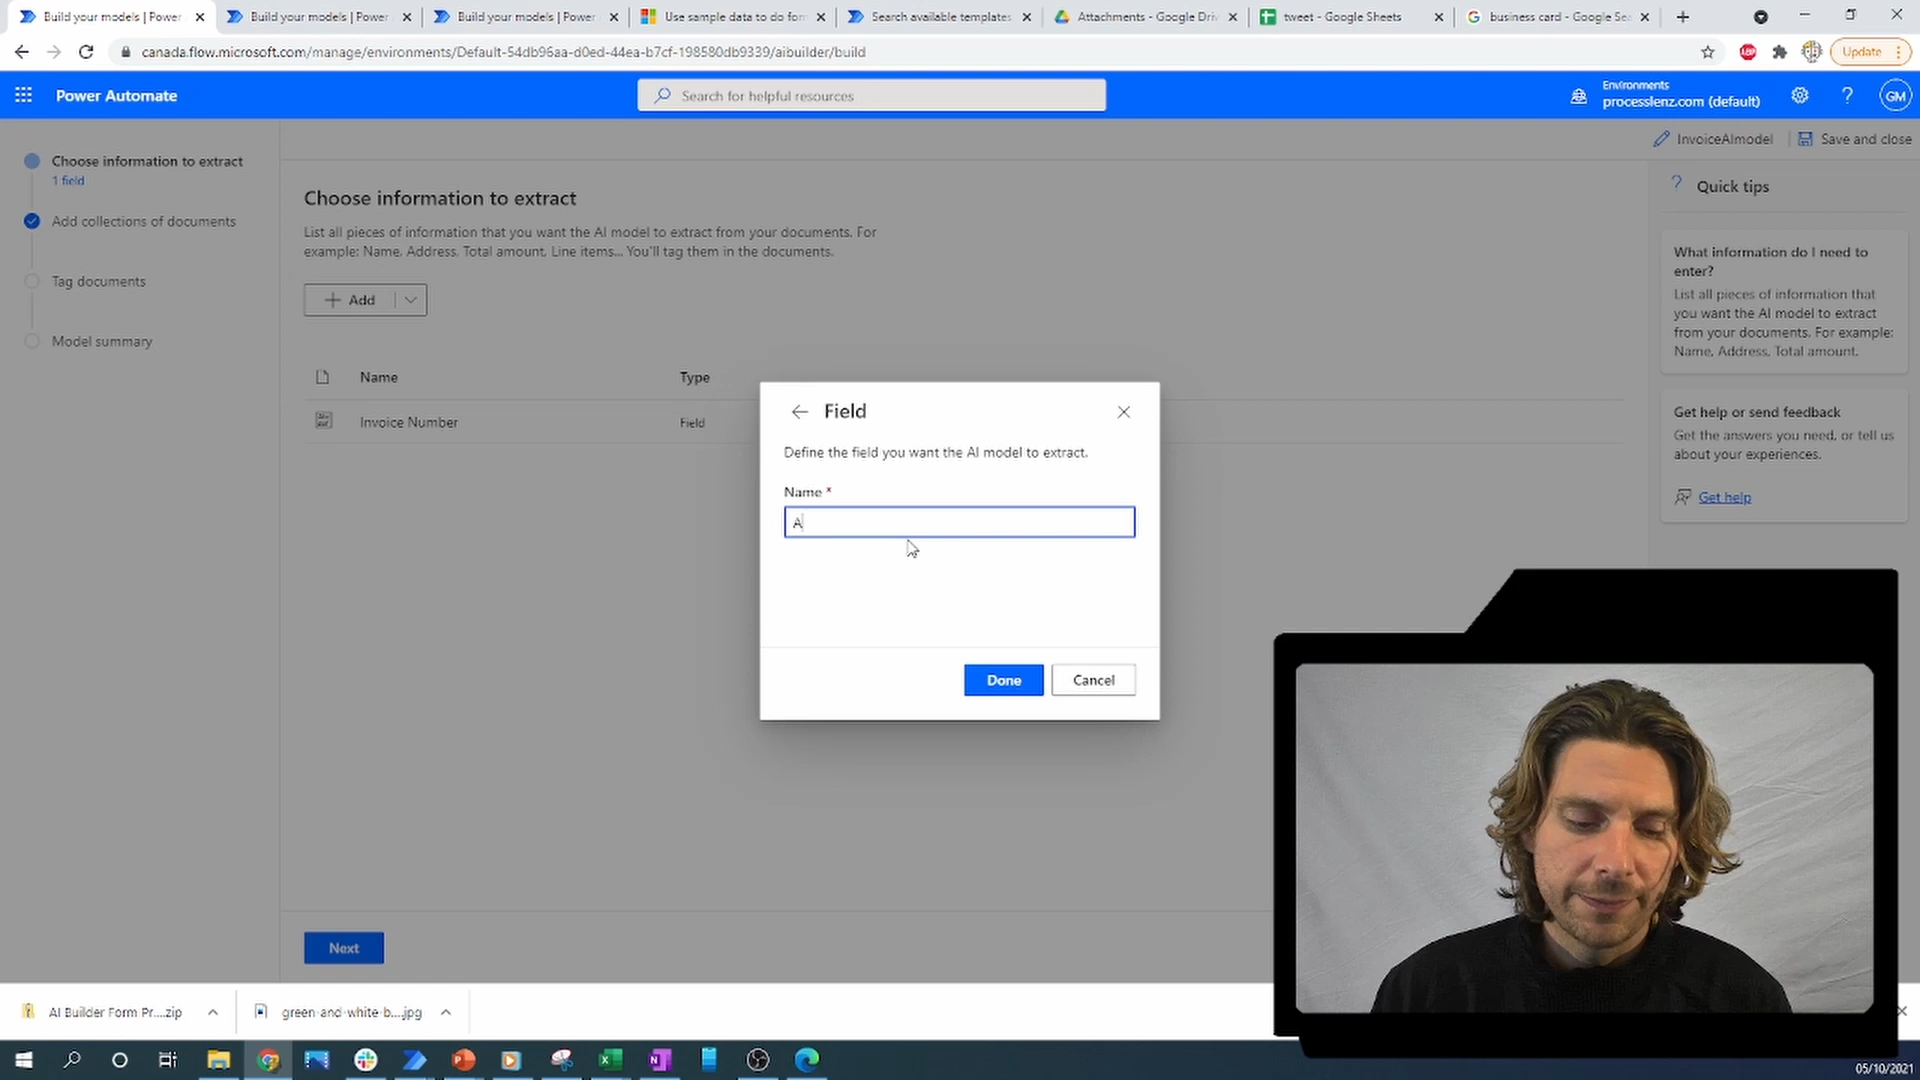 Build your models | Power
Build your models | Power
Build your models | Power
Use sample data to do for
Search available templates
Attachments - Google Dri
tweet - Google Sheets
business card - Google Se
canada.flow.microsoft.com/manage/environments/Default-54db96aa-d0ed-44ea-b7cf-198580db9339/aibuilder/build
Update
Power Automate
Search for helpful resources
Environments
processlenz.com (default)
GM
InvoiceAImodel
Save and close
Choose information to extract
1 field
Add collections of documents
Tag documents
Model summary
Choose information to extract
List all pieces of information that you want the AI model to extract from your documents. For
example: Name, Address, Total amount, Line items... You'll tag them in the documents.
Add
Name
Type
Invoice Number
Field
Field
Define the field you want the AI model to extract.
Name *
A
Done
Cancel
Quick tips
What information do I need to
enter?
List all pieces of information that
you want the AI model to extract
from your documents. For example:
Name, Address, Total amount.
Get help or send feedback
Get the answers you need, or tell us
about your experiences.
Get help
Next
AI Builder Form Pr....zip
green-and-white-b....jpg
05/10/2021